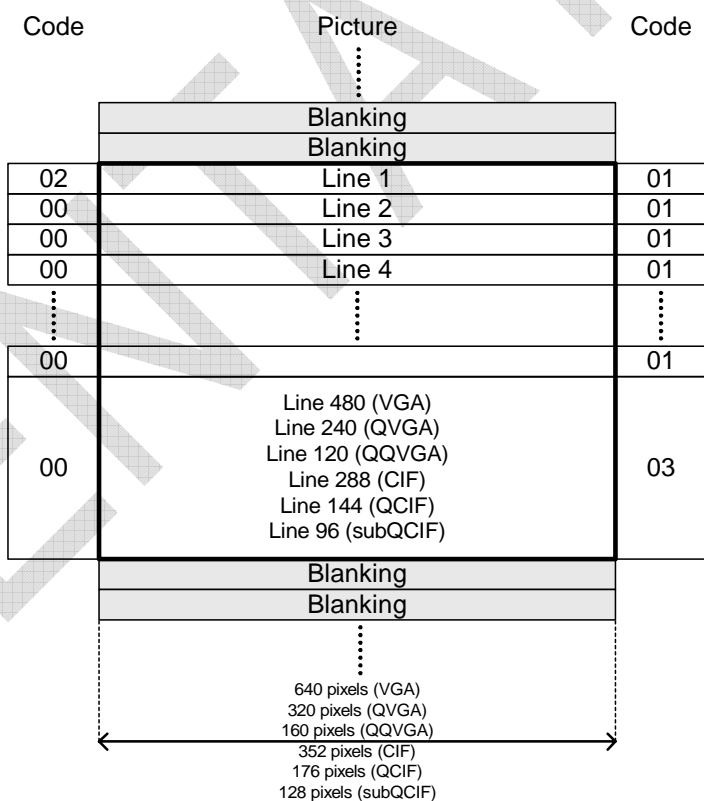 Code Picture Code
Blanking
Blanking
02 Line 1 01
00 Line 2 01
00 Line 3 01
00 Line 4 01
00 01
Line 480 (VGA)
Line 240 (QVGA)
Line 120 (QQVGA)
00 Line 288 (CIF) 03
Line 144 (QCIF)
Line 96 (subQCIF)
Blanking
Blanking
640 pixels (VGA)
320 pixels (QVGA)
160 pixels (QQVGA)
352 pixels (CIF)
176 pixels (QCIF)
128 pixels (subQCIF)